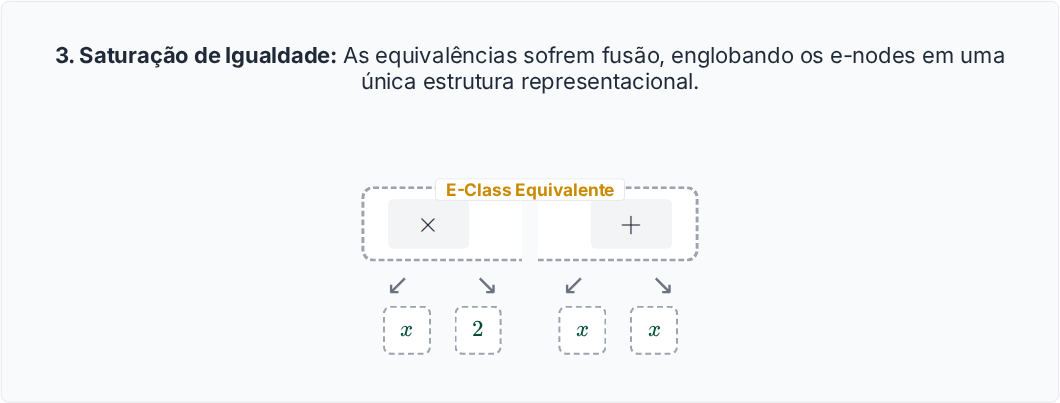 3. Saturação de Igualdade: As equivalências sofrem fusão, englobando os e-nodes em uma
única estrutura representacional.
E-Class Equivalente
× +
↙ ↘ ↙ ↘
x 2 x x